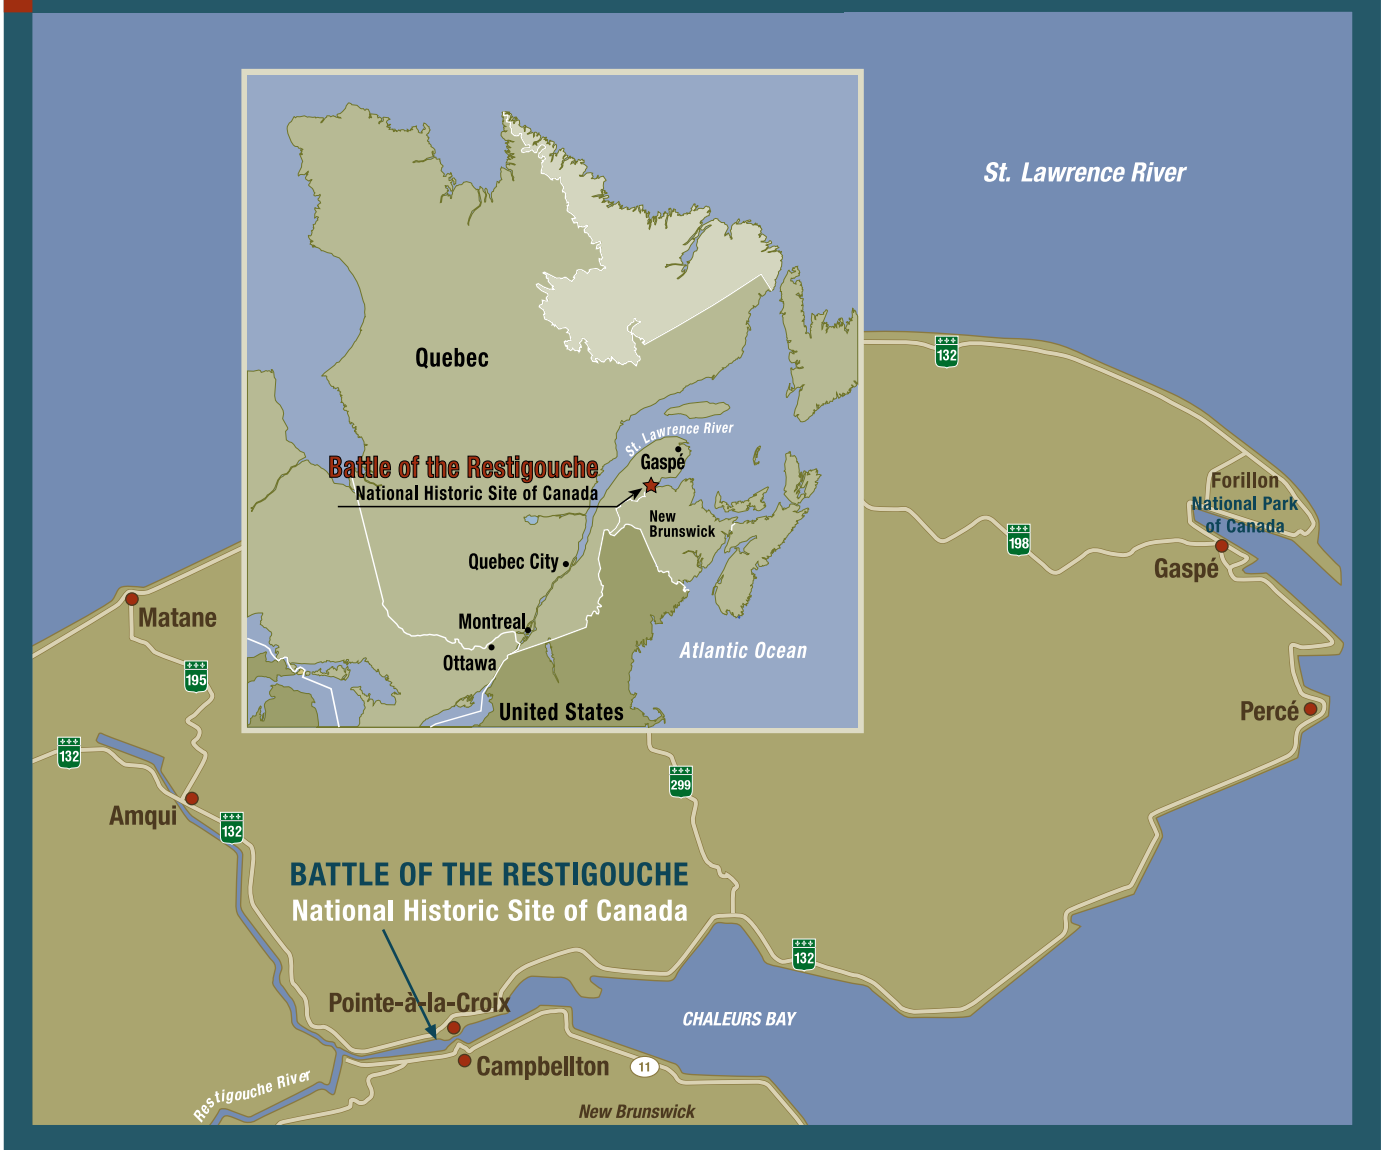 St. Lawrence River
Quebec
St. Lawrence River
Gaspé
Battle of the Restigouche
National Historic Site of Canada
New
Brunswick
Quebec City
Montreal
Ottawa
Atlantic Ocean
United States
132
Forillon
National Park
of Canada
198
Gaspé
Matane
195
Percé
132
299
Amqui
132
BATTLE OF THE RESTIGOUCHE
National Historic Site of Canada
132
Pointe-à-la-Croix
CHALEURS BAY
Campbellton
11
Restigouche River
New Brunswick